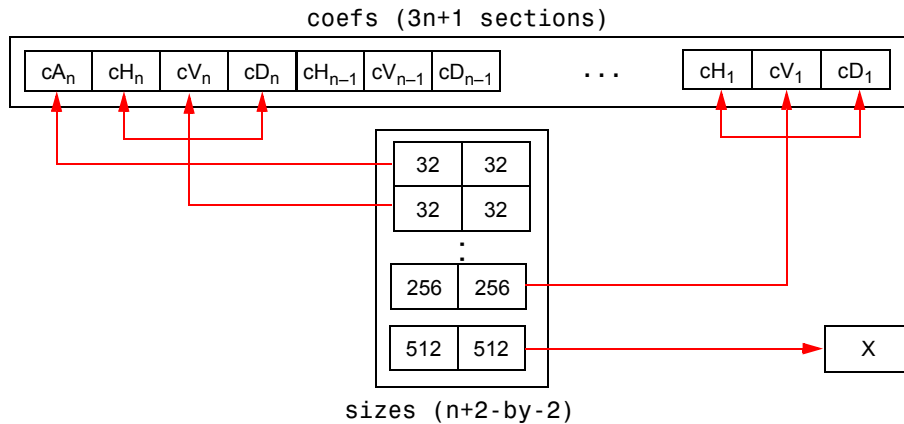 coefs (3n+1 sections)
cAn cHn cVn cDn cHn–1 cVn–1 cDn–1 ... cH1 cV1 cD1
32 32
32 32
:
256 256
512 512 X
sizes (n+2-by-2)